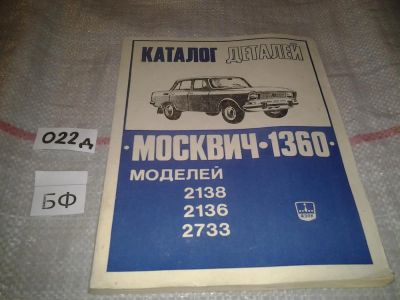 КАТАЛОГ ДЕТАЛЕЙ
·МОСКВИЧ·1360·
МОДЕЛЕЙ
2138
2136
2733
022д
БФ